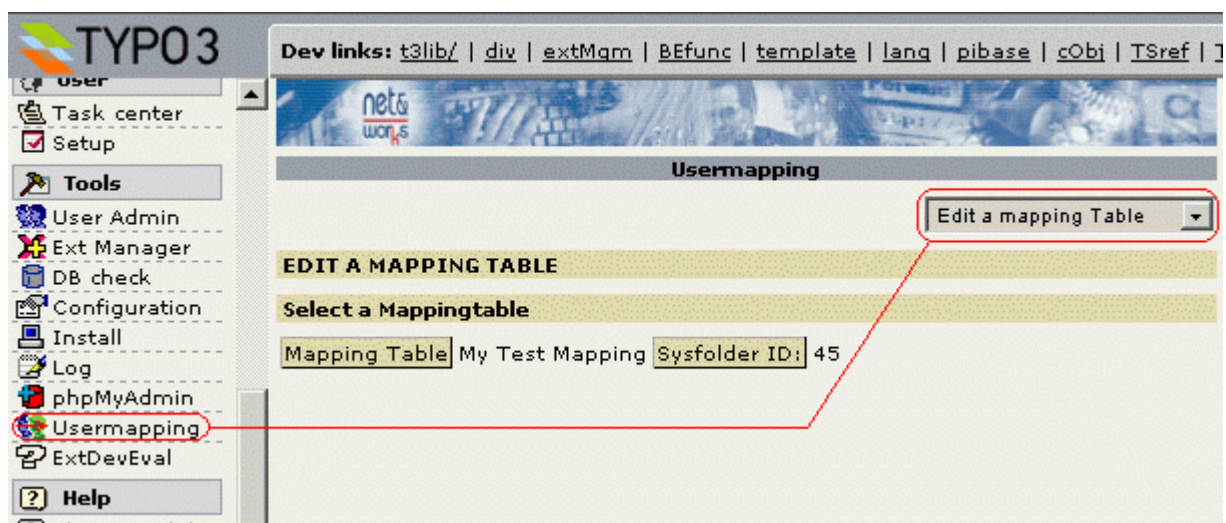 TYPO3
Dev links: t3lib/ | div | extMgm | BEfunc | template | lang | pibase | cObj | TSref |
User
Task center
Setup
Tools
User Admin
Ext Manager
DB check
Configuration
Install
Log
phpMyAdmin
Usermapping
ExtDevEval
Help
net&
works
Usermapping
Edit a mapping Table
EDIT A MAPPING TABLE
Select a Mappingtable
Mapping Table My Test Mapping Sysfolder ID: 45